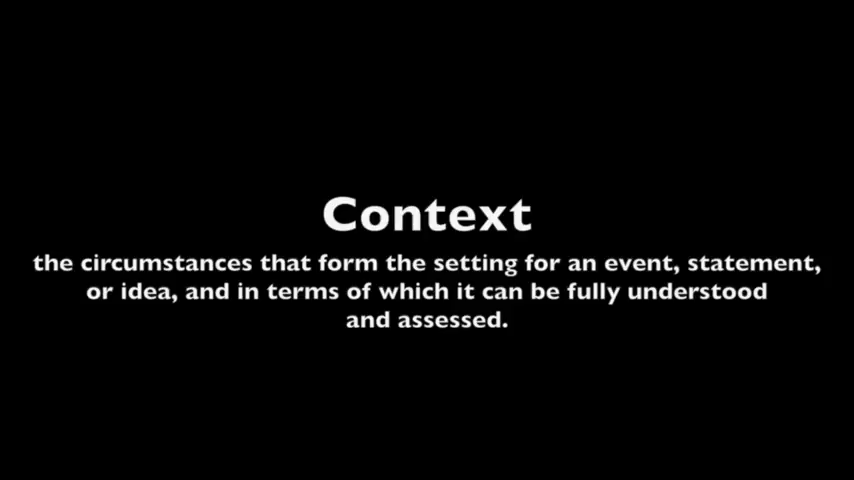 Context
the circumstances that form the setting for an event, statement,
or idea, and in terms of which it can be fully understood
and assessed.